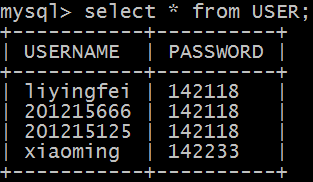 mysql> select * from USER;
+-----------+----------+
| USERNAME  | PASSWORD |
+-----------+----------+
| liyingfei | 142118   |
| 201215666 | 142118   |
| 201215125 | 142118   |
| xiaoming  | 142233   |
+-----------+----------+